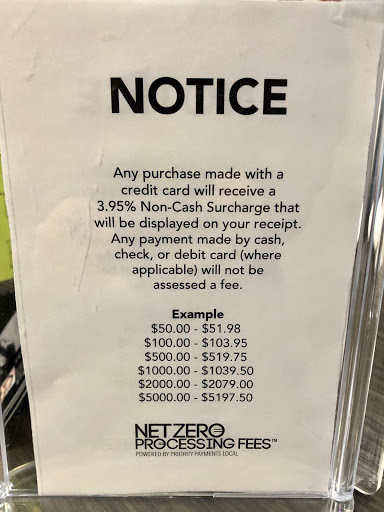 NOTICE
Any purchase made with a
credit card will receive a
3.95% Non-Cash Surcharge that
will be displayed on your receipt.
Any payment made by cash,
check, or debit card (where
applicable) will not be
assessed a fee.
Example
$50.00 - $51.98
$100.00 - $103.95
$500.00 - $519.75
$1000.00 - $1039.50
$2000.00 - $2079.00
$5000.00 - $5197.50
NETZERO
PROCESSING FEES™
POWERED BY PRIORITY PAYMENTS LOCAL